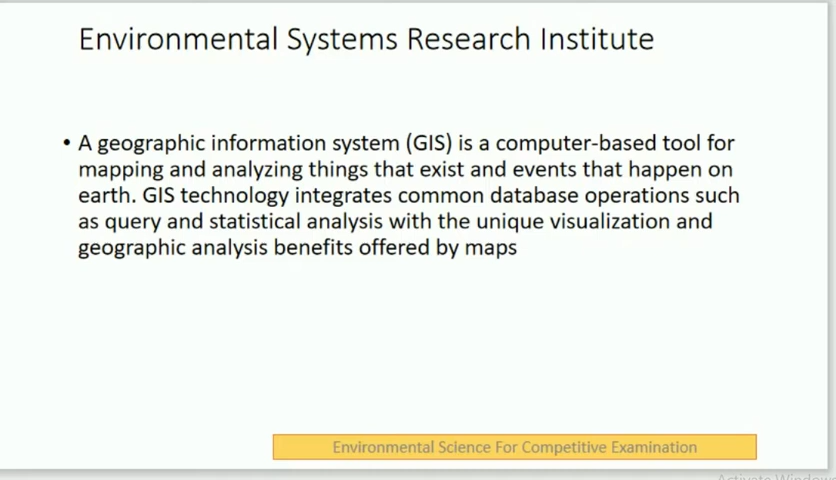 Environmental Systems Research Institute
• A geographic information system (GIS) is a computer-based tool for
mapping and analyzing things that exist and events that happen on
earth. GIS technology integrates common database operations such
as query and statistical analysis with the unique visualization and
geographic analysis benefits offered by maps
Environmental Science For Competitive Examination